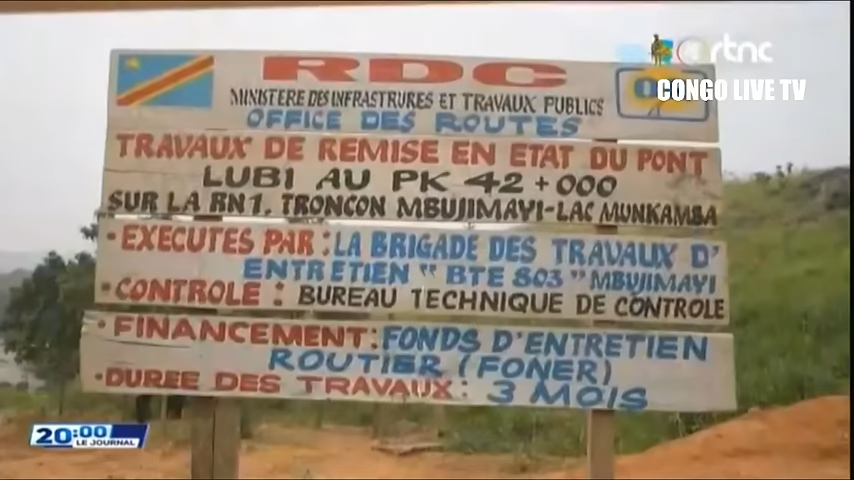 rtnc
CONGO LIVE TV
RDC
MINISTERE DES INFRASTRURES ET TRAVAUX PUBLICS
OFFICE DES ROUTES
TRAVAUX DE REMISE EN ETAT DU PONT
LUBI AU PK 42+000
SUR LA RN1. TRONCON MBUJIMAYI-LAC MUNKAMBA
• EXECUTES PAR: LA BRIGADE DES TRAVAUX D'
ENTRETIEN "BTE 803" MBUJIMAYI
• CONTROLE : BUREAU TECHNIQUE DE CONTROLE
• FINANCEMENT: FONDS D'ENTRETIEN
ROUTIER (FONER)
• DUREE DES TRAVAUX: 3 MOIS
20:00
LE JOURNAL